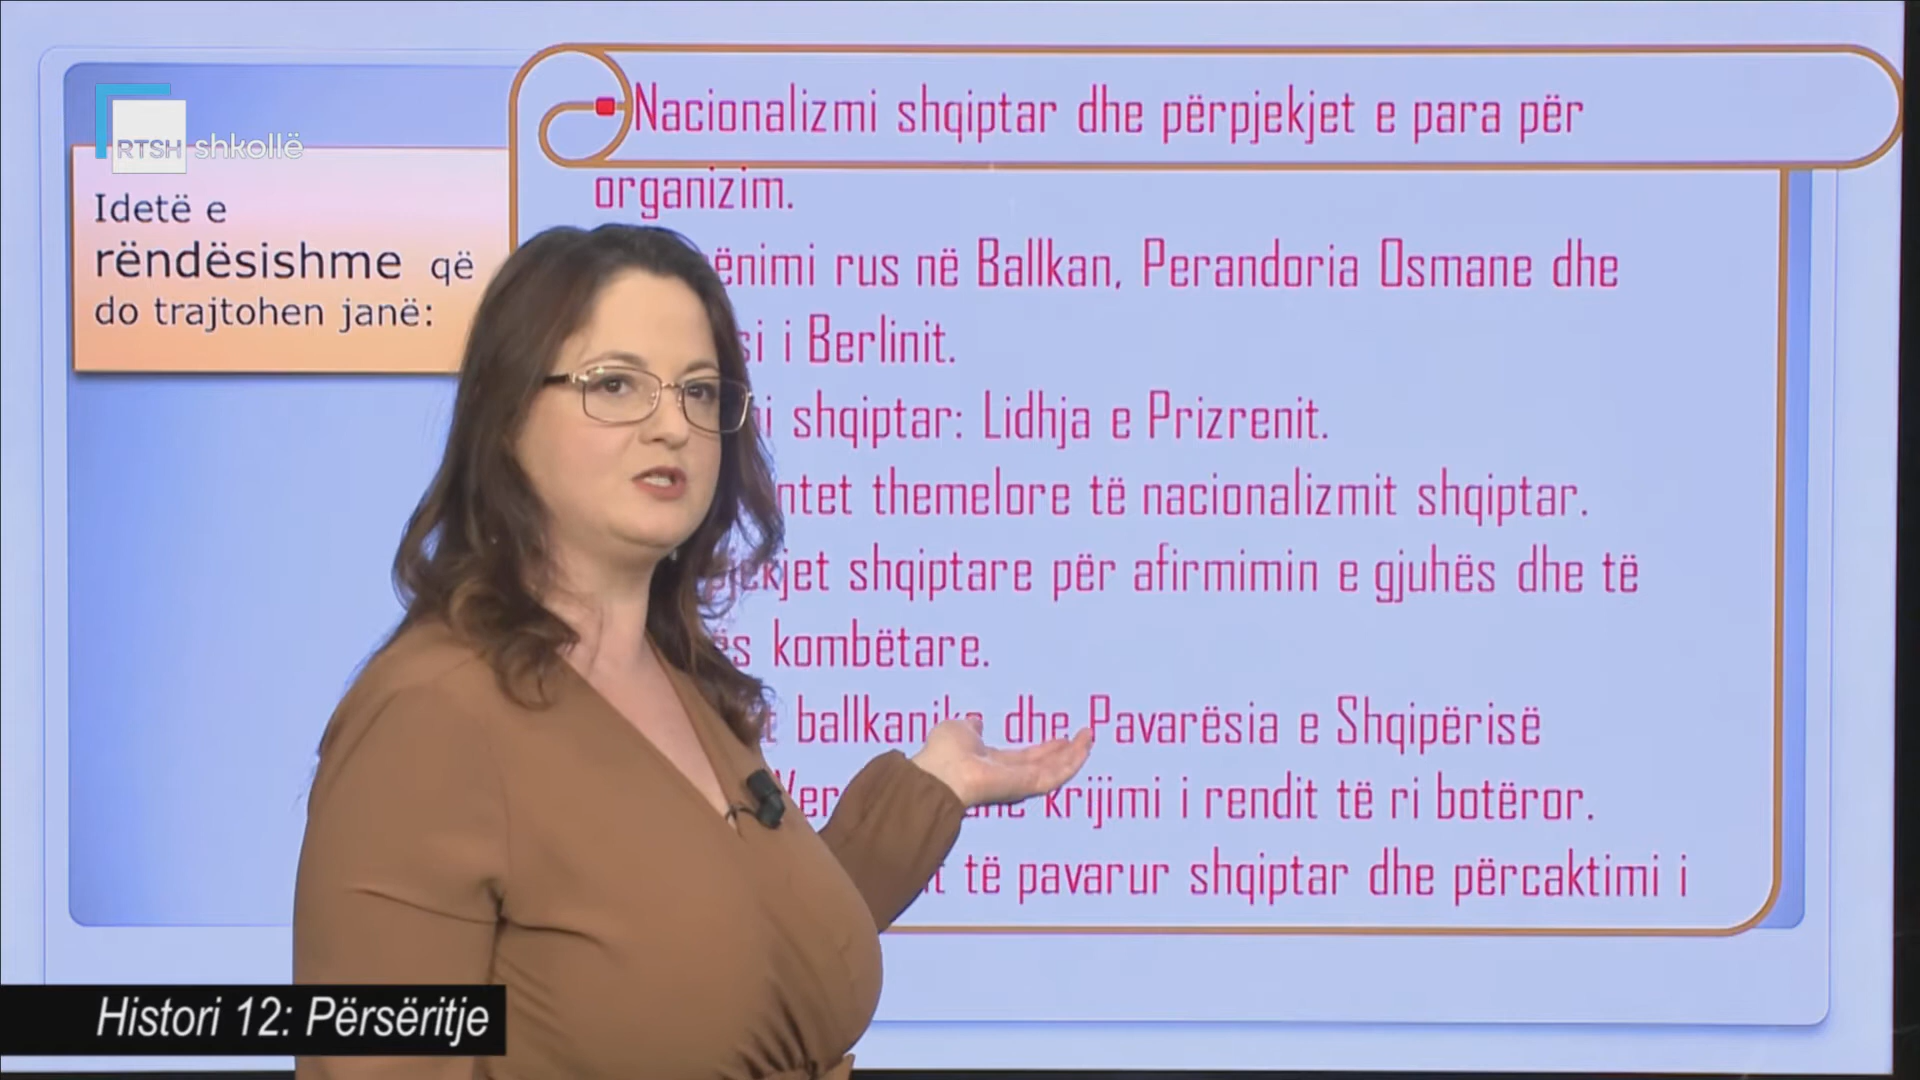 RTSH shkollë
Idetë e
rëndësishme që
do trajtohen janë:
Nacionalizmi shqiptar dhe përpjekjet e para për
organizim.
rus në Ballkan, Perandoria Osmane dhe
i Berlinit.
shqiptar: Lidhja e Prizrenit.
themelore të nacionalizmit shqiptar.
shqiptare për afirmimin e gjuhës dhe të
kombëtare.
dhe Pavarësia e Shqipërisë
krijimi i rendit të ri botëror.
të pavarur shqiptar dhe përcaktimi i
Histori 12: Përsëritje